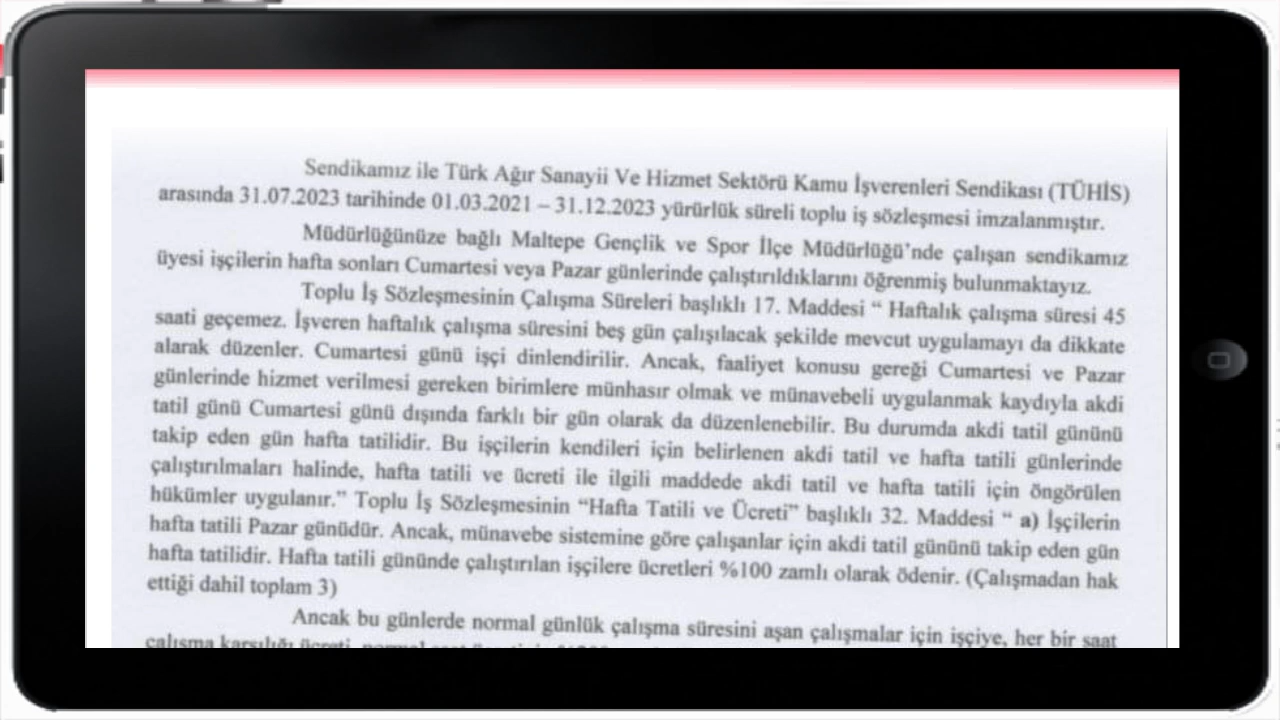 Sendikamız ile Türk Ağır Sanayii Ve Hizmet Sektörü Kamu İşverenleri Sendikası (TÜHİS)
arasında 31.07.2023 tarihinde 01.03.2021 – 31.12.2023 yürürlük süreli toplu iş sözleşmesi imzalanmıştır.
Müdürlüğünüze bağlı Maltepe Gençlik ve Spor İlçe Müdürlüğü’nde çalışan sendikamız
üyesi işçilerin hafta sonları Cumartesi veya Pazar günlerinde çalıştırıldıklarını öğrenmiş bulunmaktayız.
Toplu İş Sözleşmesinin Çalışma Süreleri başlıklı 17. Maddesi “ Haftalık çalışma süresi 45
saati geçemez. İşveren haftalık çalışma süresini beş gün çalışılacak şekilde mevcut uygulamayı da dikkate
alarak düzenler. Cumartesi günü işçi dinlendirilir. Ancak, faaliyet konusu gereği Cumartesi ve Pazar
günlerinde hizmet verilmesi gereken birimlere münhasır olmak ve münavebeli uygulanmak kaydıyla akdi
tatil günü Cumartesi günü dışında farklı bir gün olarak da düzenlenebilir. Bu durumda akdi tatil gününü
takip eden gün hafta tatilidir. Bu işçilerin kendileri için belirlenen akdi tatil ve hafta tatili günlerinde
çalıştırılmaları halinde, hafta tatili ve ücreti ile ilgili maddede akdi tatil ve hafta tatili için öngörülen
hükümler uygulanır.” Toplu İş Sözleşmesinin “Hafta Tatili ve Ücreti” başlıklı 32. Maddesi “ a) İşçilerin
hafta tatili Pazar günüdür. Ancak, münavebe sistemine göre çalışanlar için akdi tatil gününü takip eden gün
hafta tatilidir. Hafta tatili gününde çalıştırılan işçilere ücretleri %100 zamlı olarak ödenir. (Çalışmadan hak
ettiği dahil toplam 3)
Ancak bu günlerde normal günlük çalışma süresini aşan çalışmalar için işçiye, her bir saat
çalışma karşılığı ücreti, normal saat